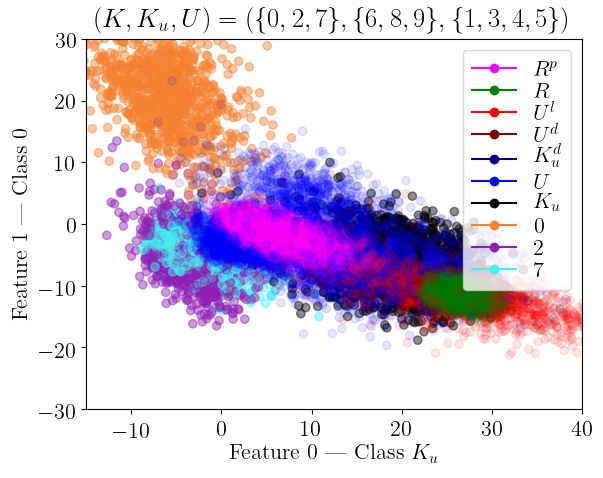 (K, K_u, U) = ({0, 2, 7}, {6, 8, 9}, {1, 3, 4, 5})
30
20
10
0
−10
−20
−30
Feature 1 — Class 0
R^p
R
U^l
U^d
K_u^d
U
K_u
0
2
7
−10
0
10
20
30
40
Feature 0 — Class K_u